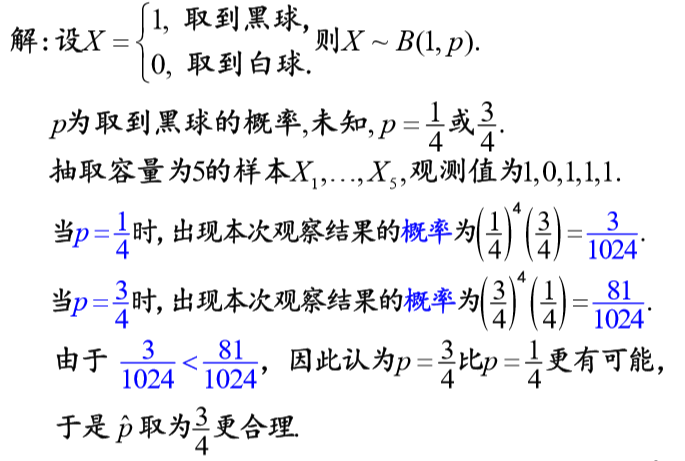 解:设X = {1, 取到黑球, 0, 取到白球. 则X ~ B(1, p).
p为取到黑球的概率,未知, p = 1/4 或 3/4.
抽取容量为5的样本X₁,…,X₅,观测值为1,0,1,1,1.
当p = 1/4 时, 出现本次观察结果的概率为(1/4)⁴(3/4) = 3/1024.
当p = 3/4 时, 出现本次观察结果的概率为(3/4)⁴(1/4) = 81/1024.
由于 3/1024 < 81/1024, 因此认为p = 3/4 比p = 1/4 更有可能,
于是 p̂ 取为 3/4 更合理.